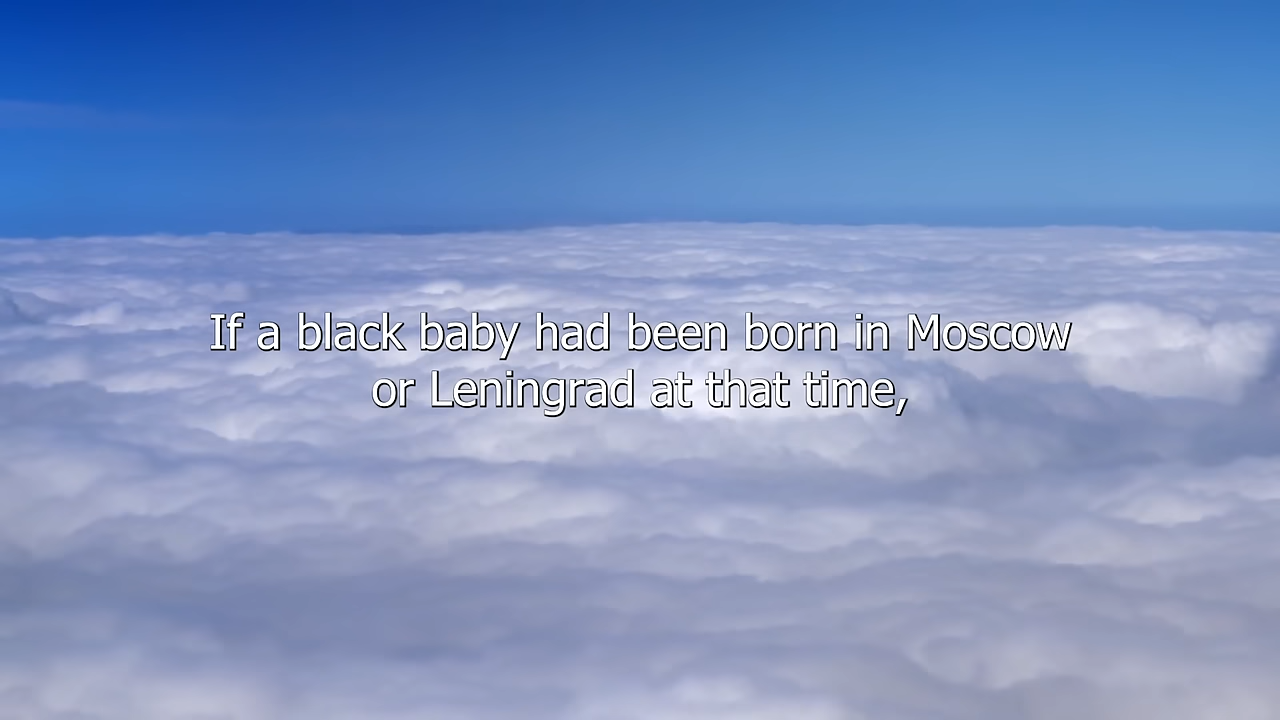 If a black baby had been born in Moscow
or Leningrad at that time,